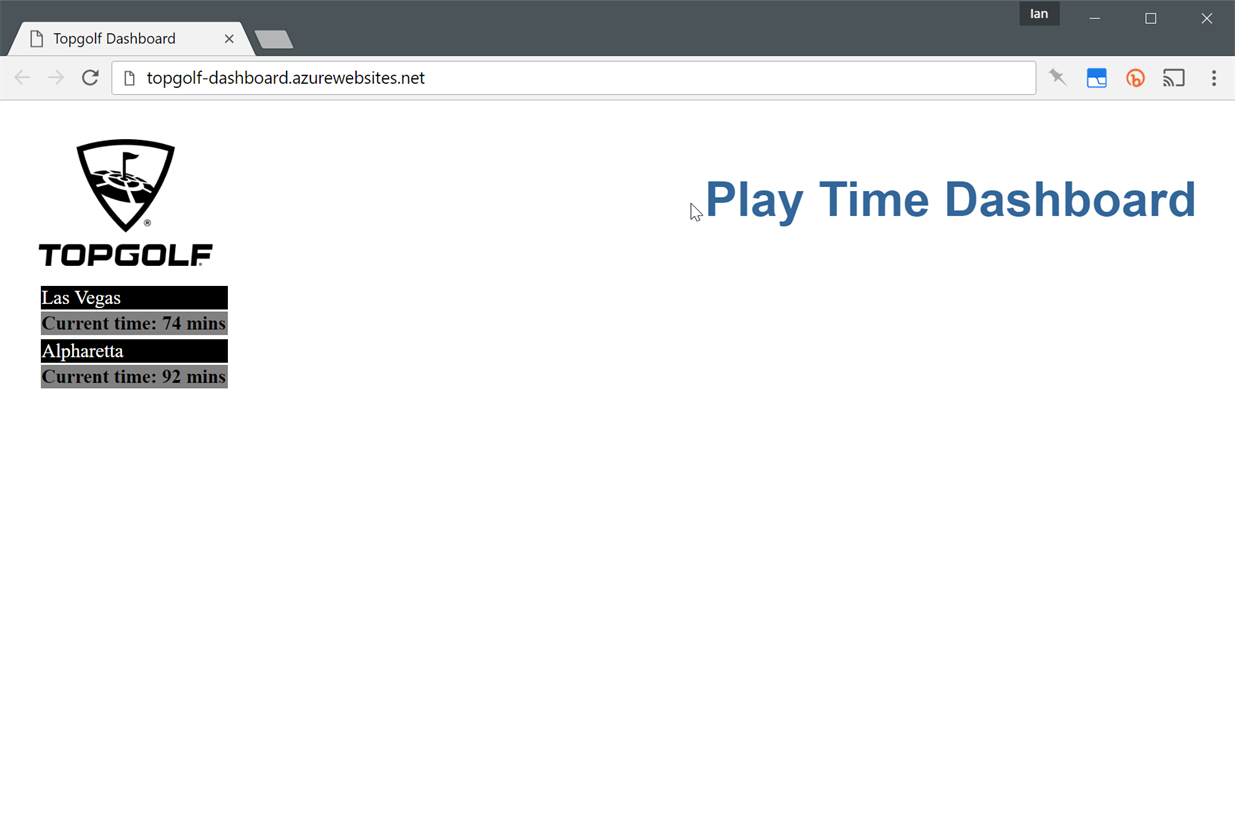 Ian
Topgolf Dashboard
topgolf-dashboard.azurewebsites.net
®
TOPGOLF
Play Time Dashboard
Las Vegas
Current time: 74 mins
Alpharetta
Current time: 92 mins